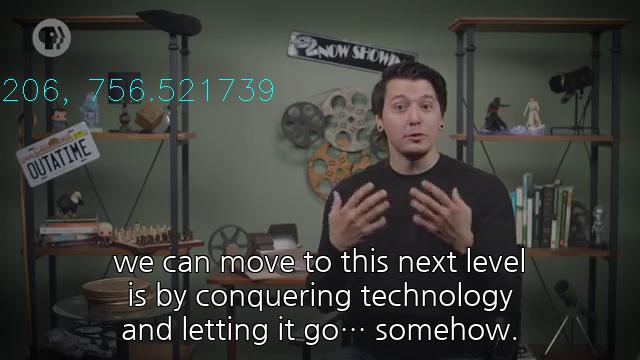 PBS
NOW SHOWING
206, 756.521739
OUTATIME
we can move to this next level
is by conquering technology
and letting it go… somehow.